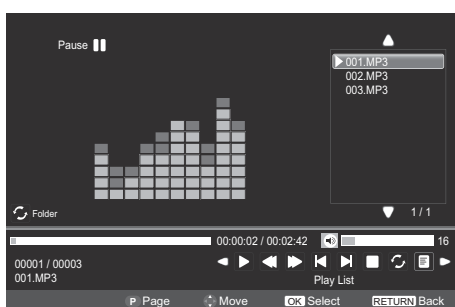 Pause
001.MP3
002.MP3
003.MP3
Folder
1 / 1
00:00:02 / 00:02:42
16
00001 / 00003
001.MP3
Play List
P Page
Move
OK Select
RETURN Back